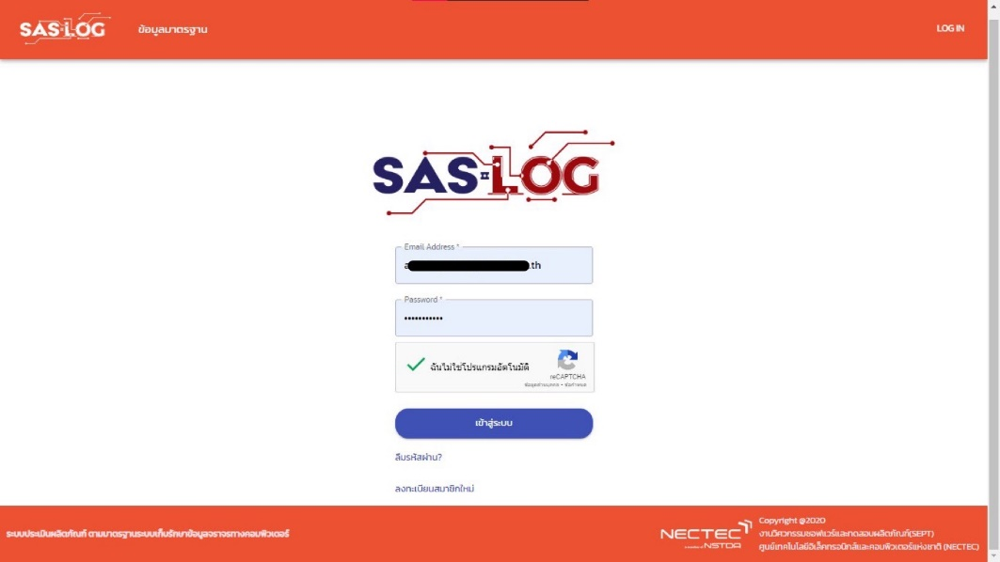 SAS-LOG
ข้อมูลมาตรฐาน
LOG IN
SAS-LOG
Email Address *
.th
Password *
•••••••••••
ฉันไม่ใช่โปรแกรมอัตโนมัติ
reCAPTCHA
ข้อมูลส่วนบุคคล - ข้อกำหนด
เข้าสู่ระบบ
ลืมรหัสผ่าน?
ลงทะเบียนสมาชิกใหม่
ระบบประเมินผลิตภัณฑ์ ตามมาตรฐานระบบเก็บรักษาข้อมูลจราจรทางคอมพิวเตอร์
NECTEC
NSTDA
Copyright @2020
งานวิศวกรรมซอฟแวร์และทดสอบผลิตภัณฑ์(SEPT)
ศูนย์เทคโนโลยีอิเล็กทรอนิกส์และคอมพิวเตอร์แห่งชาติ (NECTEC)